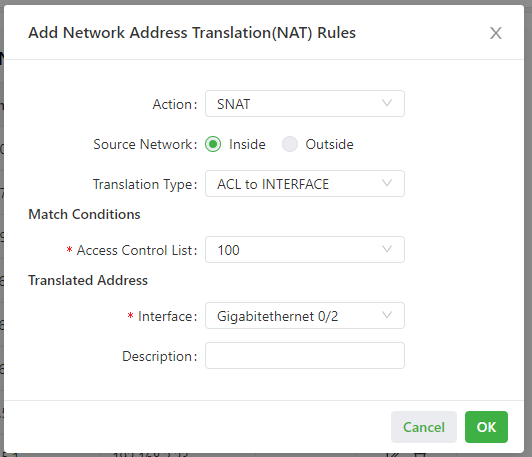 Add Network Address Translation(NAT) Rules
Action: SNAT
Source Network: Inside Outside
Translation Type: ACL to INTERFACE
Match Conditions
* Access Control List: 100
Translated Address
* Interface: Gigabitethernet 0/2
Description:
Cancel OK